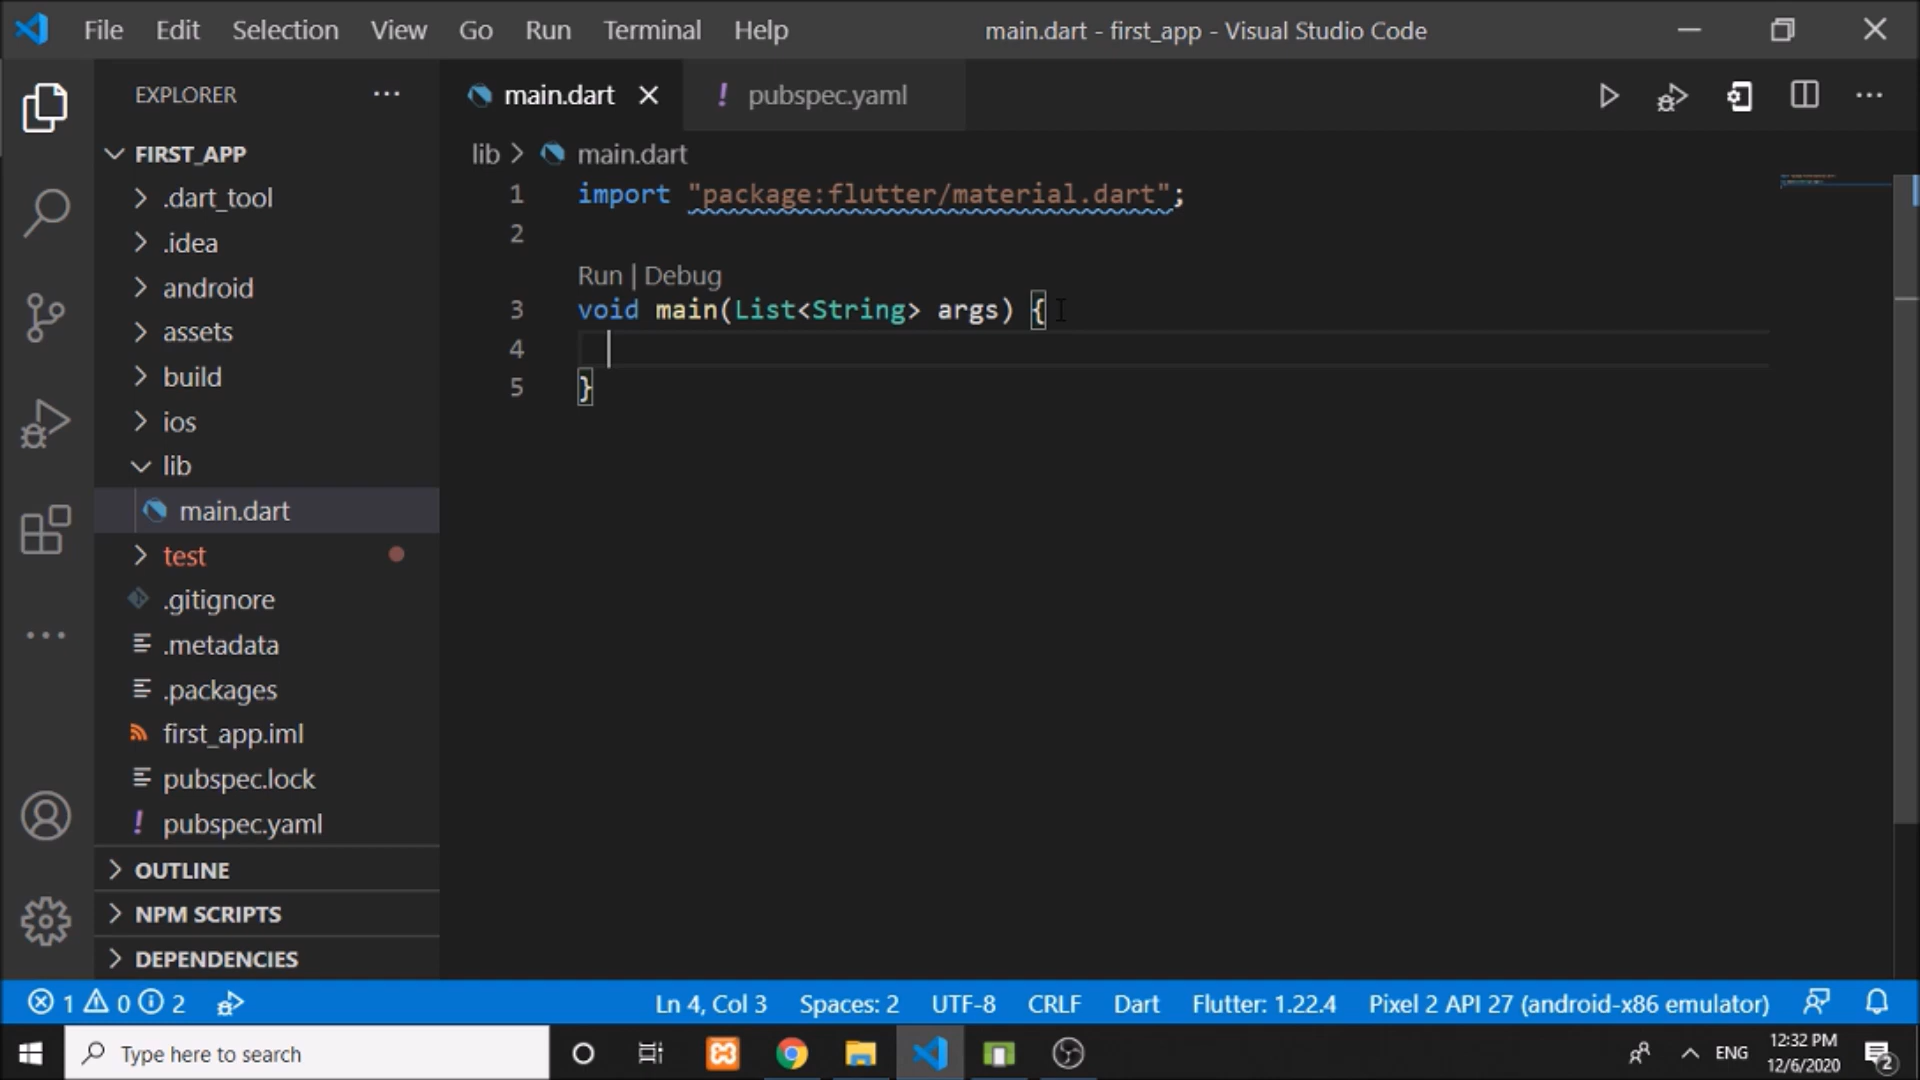 File Edit Selection View Go Run Terminal Help main.dart - first_app - Visual Studio Code
EXPLORER
main.dart
pubspec.yaml
FIRST_APP
.dart_tool
.idea
android
assets
build
ios
lib
main.dart
test
.gitignore
.metadata
.packages
first_app.iml
pubspec.lock
pubspec.yaml
OUTLINE
NPM SCRIPTS
DEPENDENCIES
lib > main.dart
1 import "package:flutter/material.dart";
2
Run | Debug
3 void main(List<String> args) {
4
5 }
1 0 2 Ln 4, Col 3 Spaces: 2 UTF-8 CRLF Dart Flutter: 1.22.4 Pixel 2 API 27 (android-x86 emulator)
Type here to search
ENG
12:32 PM
12/6/2020
2